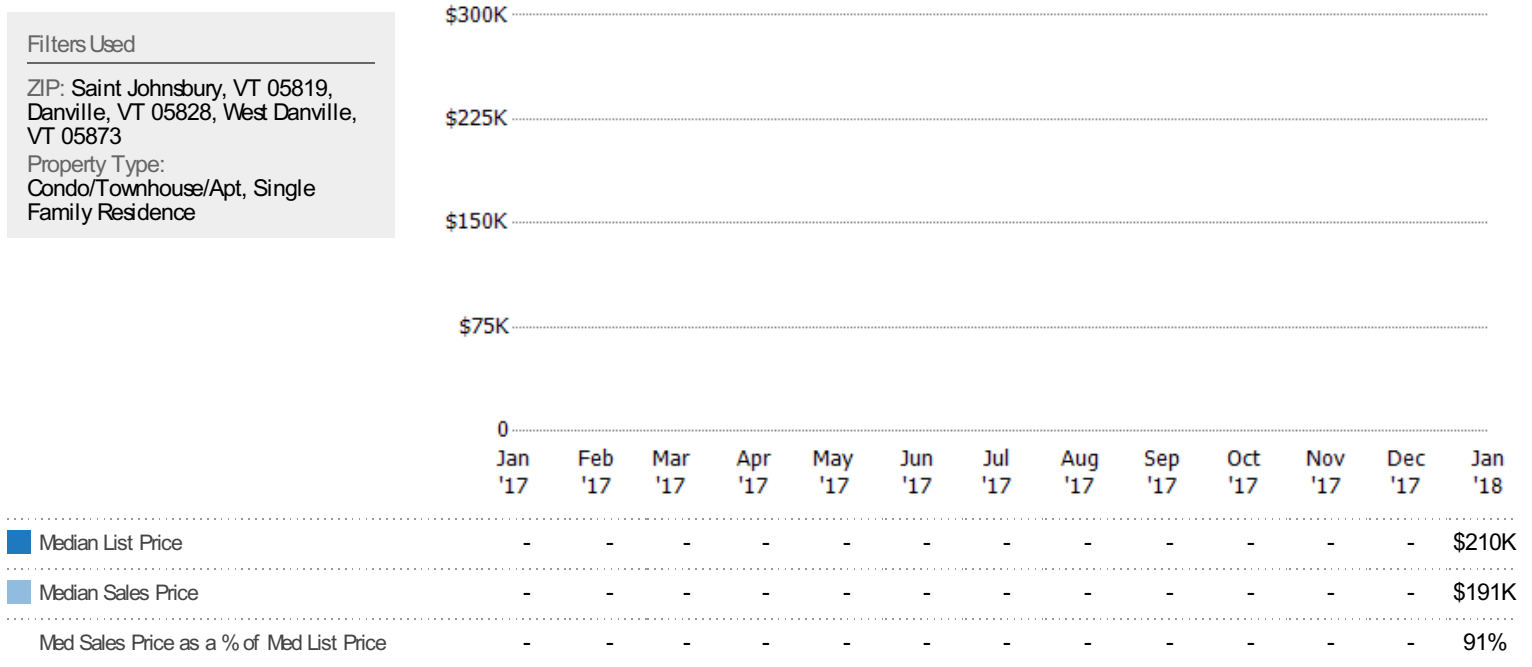 Filters Used
ZIP: Saint Johnsbury, VT 05819,
Danville, VT 05828, West Danville,
VT 05873
Property Type:
Condo/Townhouse/Apt, Single
Family Residence
$300K
$225K
$150K
$75K
0
Jan Feb Mar Apr May Jun Jul Aug Sep Oct Nov Dec Jan
'17 '17 '17 '17 '17 '17 '17 '17 '17 '17 '17 '17 '18
Median List Price - - - - - - - - - - - - $210K
Median Sales Price - - - - - - - - - - - - $191K
Med Sales Price as a % of Med List Price - - - - - - - - - - - - 91%